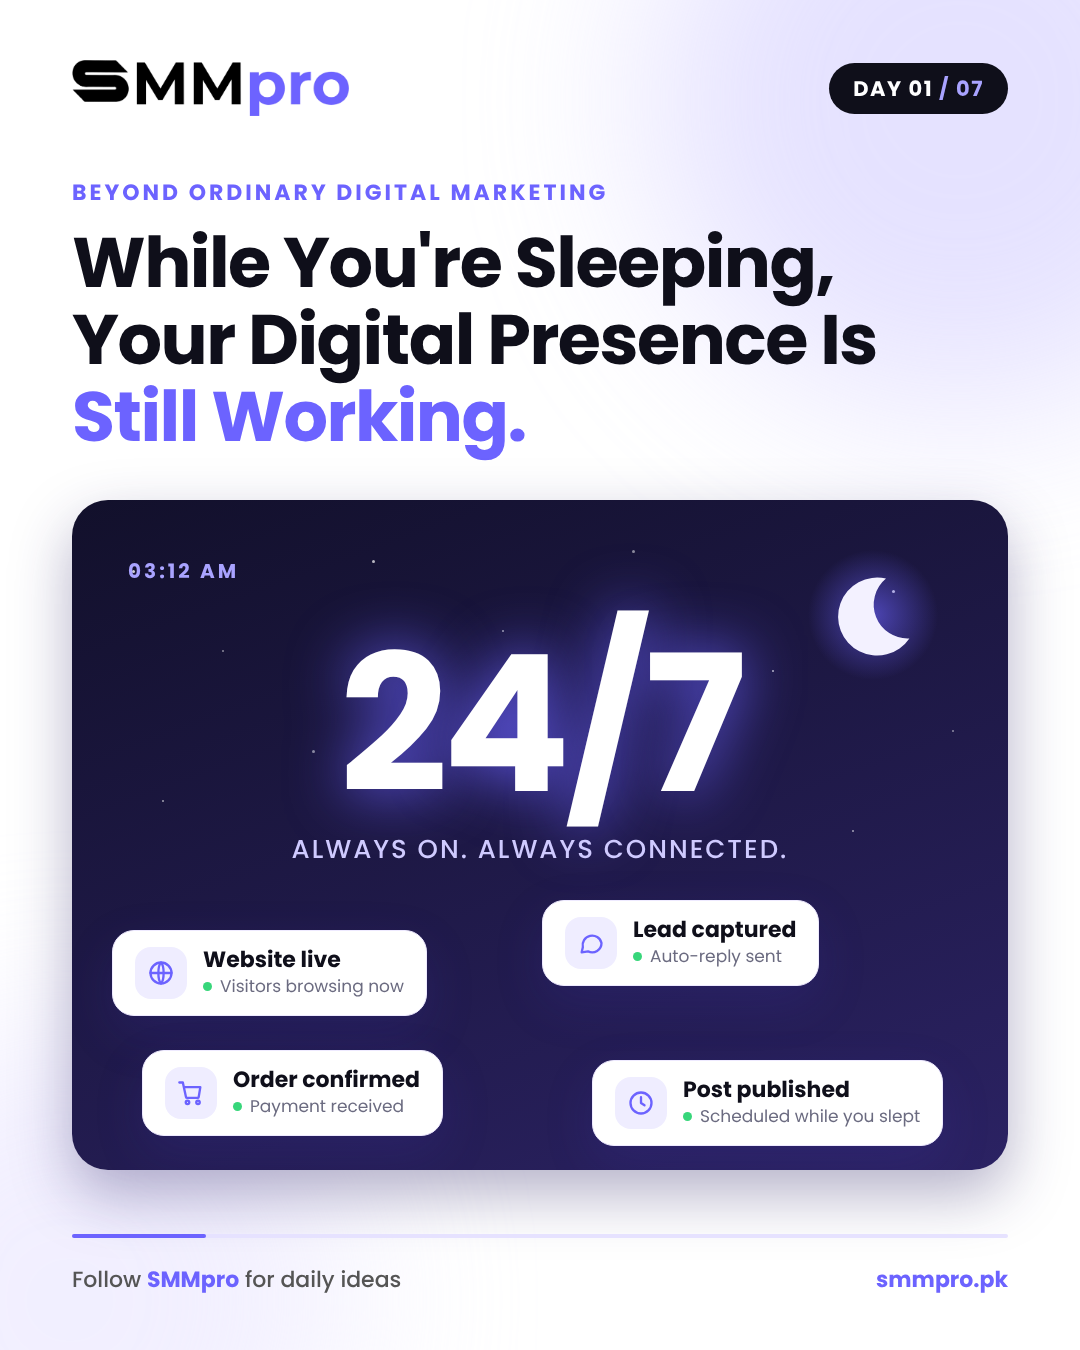 SMMpro
DAY 01 / 07
BEYOND ORDINARY DIGITAL MARKETING
While You're Sleeping,
Your Digital Presence Is
Still Working.
03:12 AM
24/7
ALWAYS ON. ALWAYS CONNECTED.
Lead captured
Auto-reply sent
Website live
Visitors browsing now
Order confirmed
Payment received
Post published
Scheduled while you slept
Follow SMMpro for daily ideas
smmpro.pk